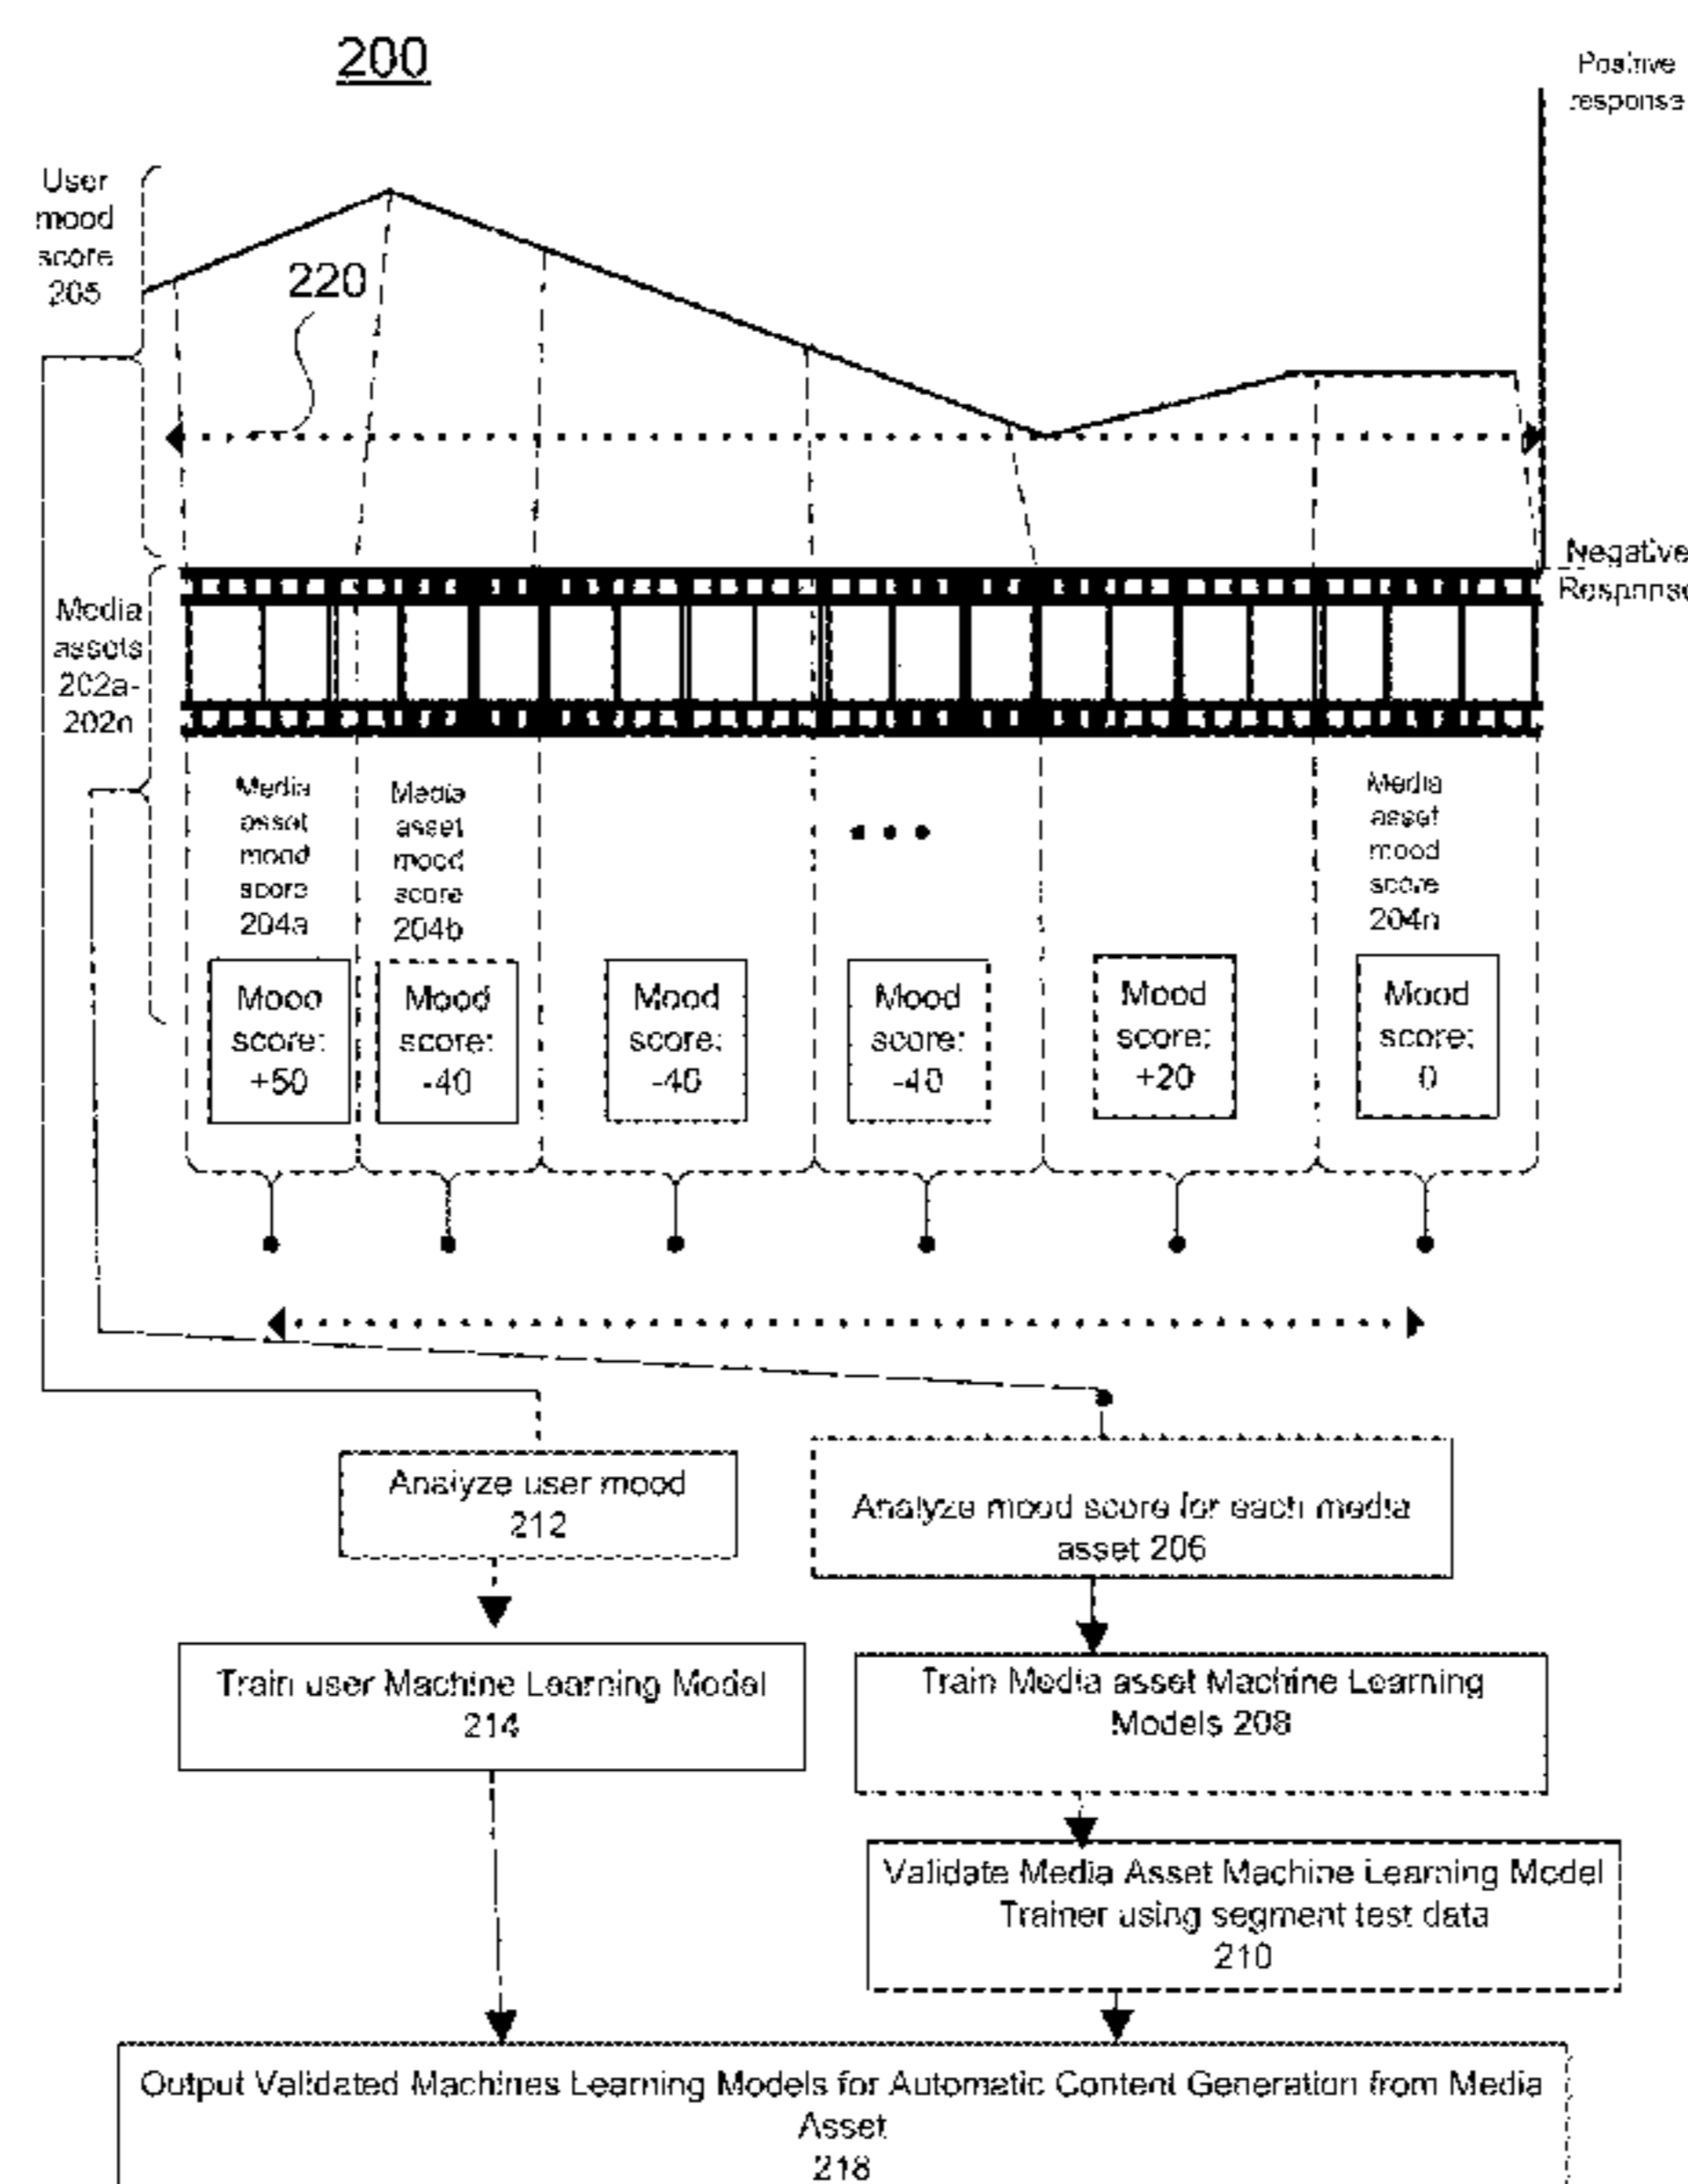 200
Positive
response
User
mood
score
205
220
Negative
Response
Media
assets
202a-
202n
Media
asset
mood
score
204a
Media
asset
mood
score
204b
Media
asset
mood
score
204n
Mood
score:
+50
Mood
score:
-40
Mood
score:
-40
Mood
score:
-40
Mood
score:
+20
Mood
score:
0
Analyze user mood
212
Analyze mood score for each media
asset 206
Train user Machine Learning Model
214
Train Media asset Machine Learning
Models 208
Validate Media Asset Machine Learning Model
Trainer using segment test data
210
Output Validated Machines Learning Models for Automatic Content Generation from Media
Asset
218